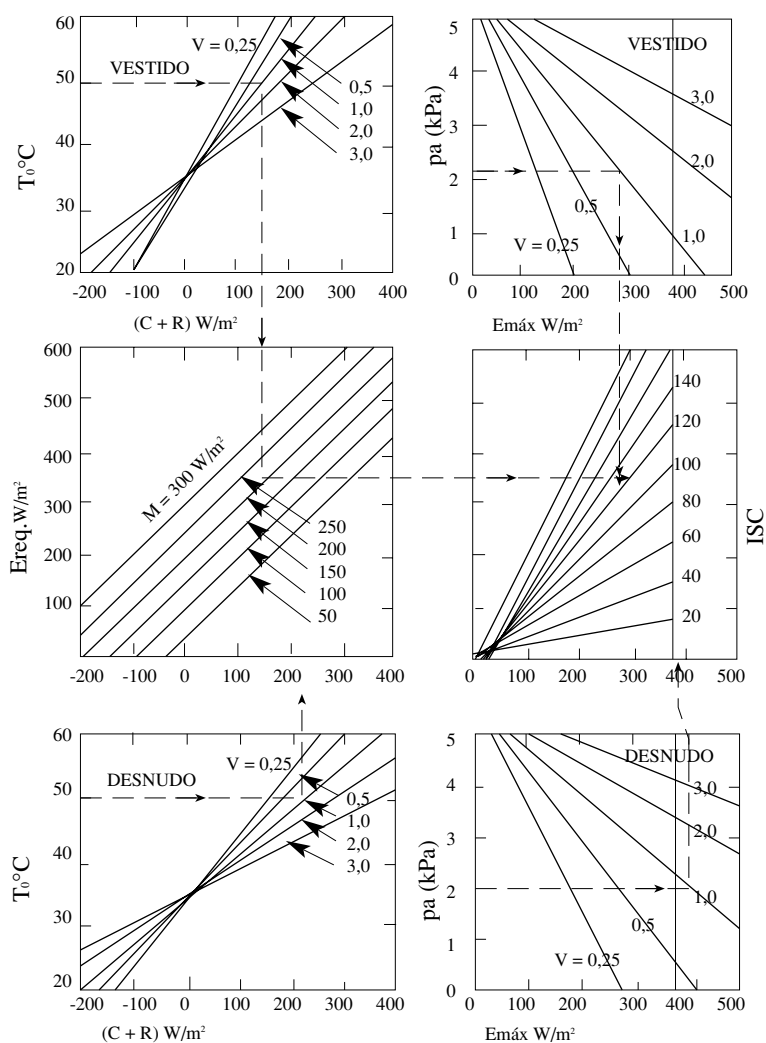 60
50
40
30
20
T₀°C
V = 0,25
VESTIDO
0,5
1,0
2,0
3,0
-200 -100 0 100 200 300 400
(C + R) W/m²
5
4
3
2
1
0
pa (kPa)
VESTIDO
3,0
2,0
1,0
0,5
V = 0,25
100 200 300 400 500
Emáx W/m²
600
400
300
200
100
Ereq.W/m²
M = 300 W/m²
250
200
150
100
50
-200 -100 0 100 200 300 400
140
120
100
80
60
40
20
ISC
0 100 200 300 400 500
60
50
40
30
20
T₀°C
V = 0,25
DESNUDO
0,5
1,0
2,0
3,0
-200 -100 0 100 200 300 400
(C + R) W/m²
5
4
3
2
1
0
pa (kPa)
DESNUDO
3,0
2,0
1,0
0,5
V = 0,25
100 200 300 400 500
Emáx W/m²